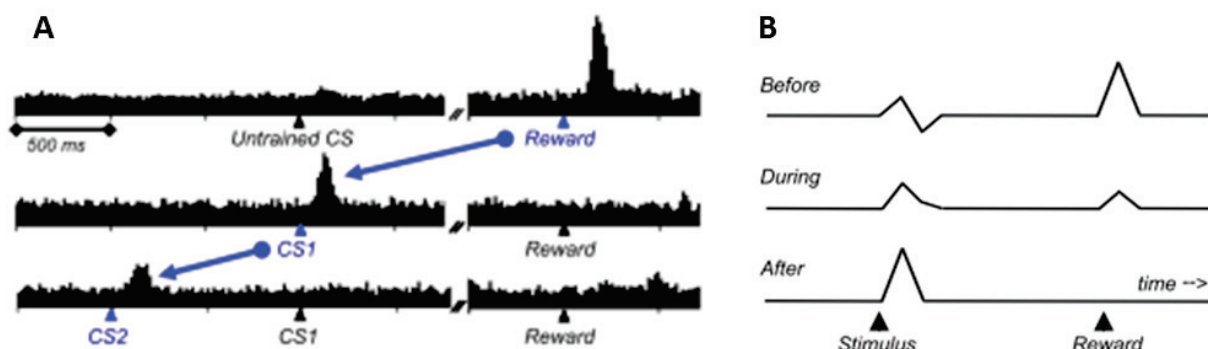 A
Untrained CS Reward
500 ms
CS1 Reward
CS2 CS1 Reward
B
Before
During
After
time -->
Stimulus Reward